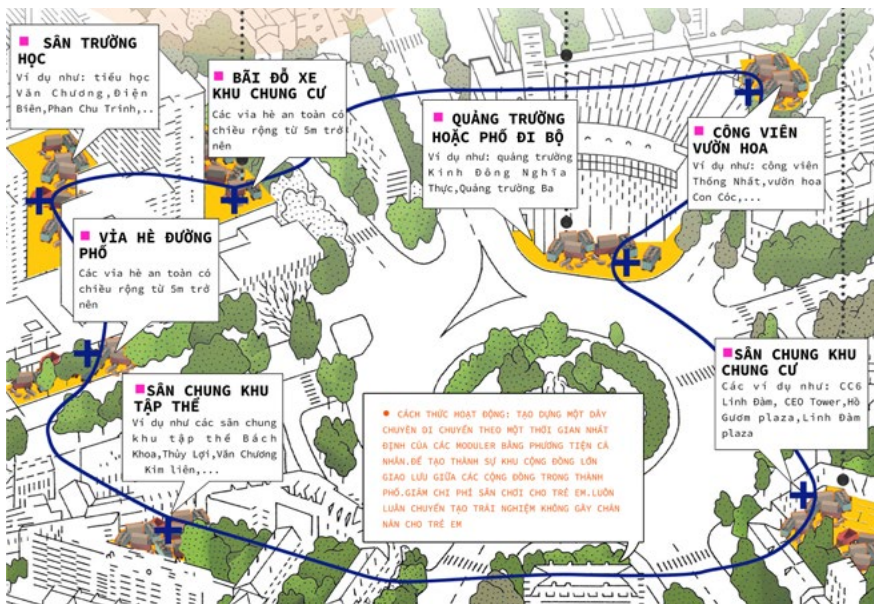 SÂN TRƯỜNG
HỌC
Ví dụ như: tiểu học
Văn Chương,Điện
Biên,Phan Chu Trinh,..
BÃI ĐỖ XE
KHU CHUNG CƯ
Các vỉa hè an toàn có
chiều rộng từ 5m trở
nên
QUẢNG TRƯỜNG
HOẶC PHỐ ĐI BỘ
Ví dụ như: quảng trường
Kinh Đông Nghĩa
Thực,Quảng trường Ba
CÔNG VIÊN
VƯỜN HOA
Ví dụ như: công viên
Thống Nhất,vườn hoa
Con Cóc,...
VỈA HÈ ĐƯỜNG
PHỐ
Các vỉa hè an toàn có
chiều rộng từ 5m trở
nên
SÂN CHUNG KHU
TẬP THỂ
Ví dụ như các sân chung
khu tập thể Bách
Khoa,Thủy Lợi,Văn Chương
Kim liên,...
SÂN CHUNG KHU
CHUNG CƯ
Các ví dụ như: CC6
Linh Đàm, CEO Tower,Hồ
Gươm plaza,Linh Đàm
plaza
CÁCH THỨC HOẠT ĐỘNG: TẠO DỰNG MỘT DÂY
CHUYỀN DI CHUYỂN THEO MỘT THỜI GIAN NHẤT
ĐỊNH CỦA CÁC MODULER BẰNG PHƯƠNG TIỆN CÁ
NHÂN.ĐỂ TẠO THÀNH SỰ KHU CỘNG ĐỒNG LỚN
GIAO LƯU GIỮA CÁC CỘNG ĐỒNG TRONG THÀNH
PHỐ.GIẢM CHI PHÍ SÂN CHƠI CHO TRẺ EM.LUÔN
LUÂN CHUYỂN TẠO TRẢI NGHIỆM KHÔNG GÂY CHÁN
NẢN CHO TRẺ EM